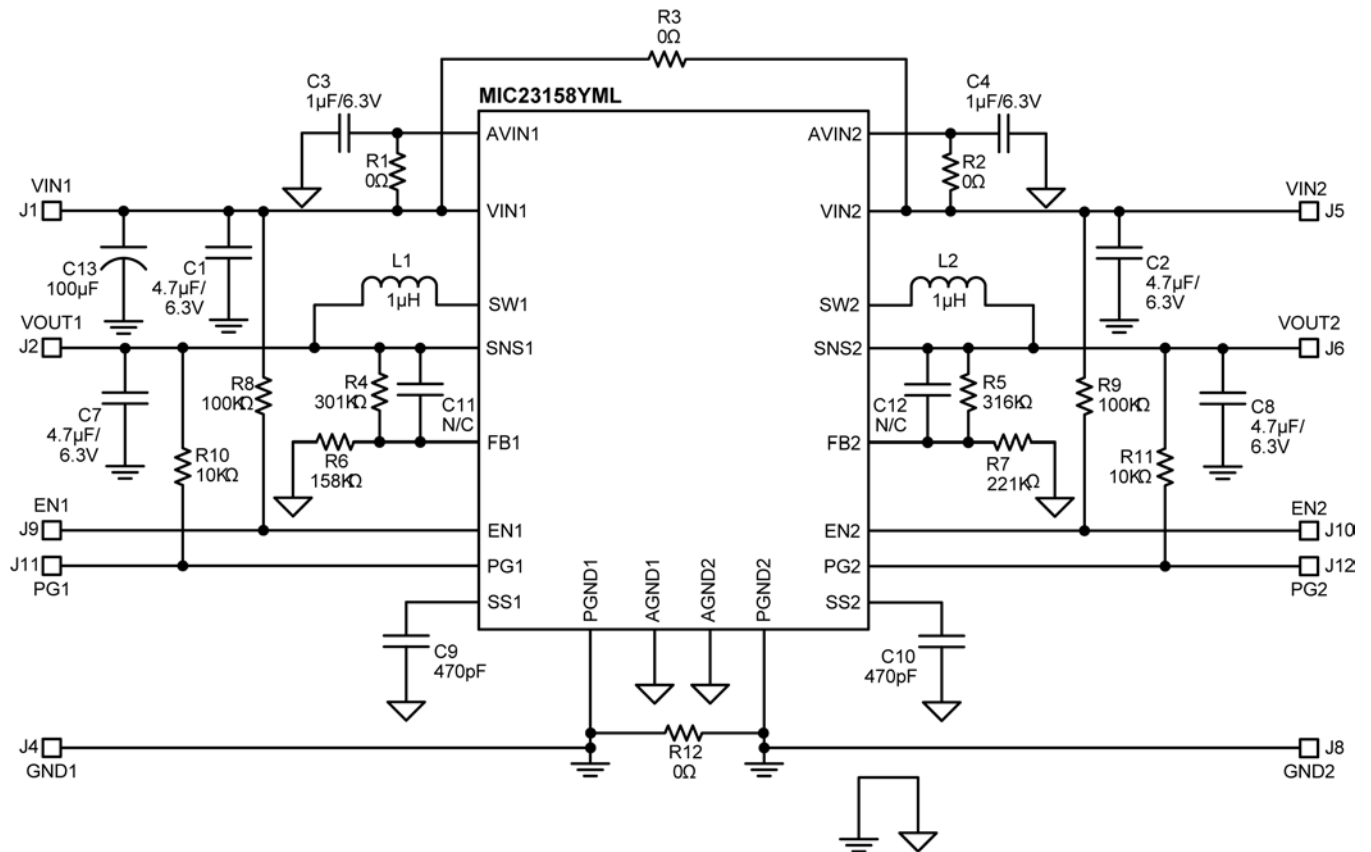 R3
0Ω
C3
1µF/6.3V
MIC23158YML
C4
1µF/6.3V
AVIN1
AVIN2
R1
0Ω
R2
0Ω
VIN1
J1
VIN1
VIN2
VIN2
J5
C13
100µF
C1
4.7µF/
6.3V
L1
1µH
SW1
SW2
L2
1µH
C2
4.7µF/
6.3V
VOUT1
J2
SNS1
SNS2
VOUT2
J6
C7
4.7µF/
6.3V
R8
100KΩ
R4
301KΩ
C11
N/C
C12
N/C
R5
316KΩ
R9
100KΩ
C8
4.7µF/
6.3V
R10
10KΩ
R6
158KΩ
FB1
FB2
R7
221KΩ
R11
10KΩ
EN1
J9
EN1
EN2
EN2
J10
J11
PG1
PG1
PG2
J12
PG2
SS1
PGND1
AGND1
AGND2
PGND2
SS2
C9
470pF
C10
470pF
J4
GND1
R12
0Ω
J8
GND2